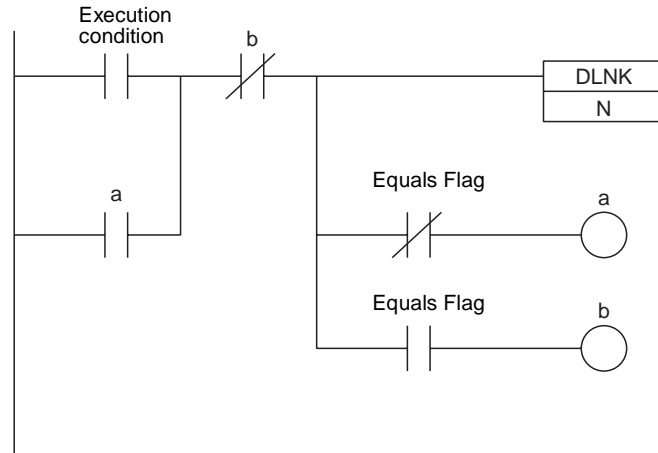 Execution
condition
b
DLNK
N
a
Equals Flag
a
Equals Flag
b